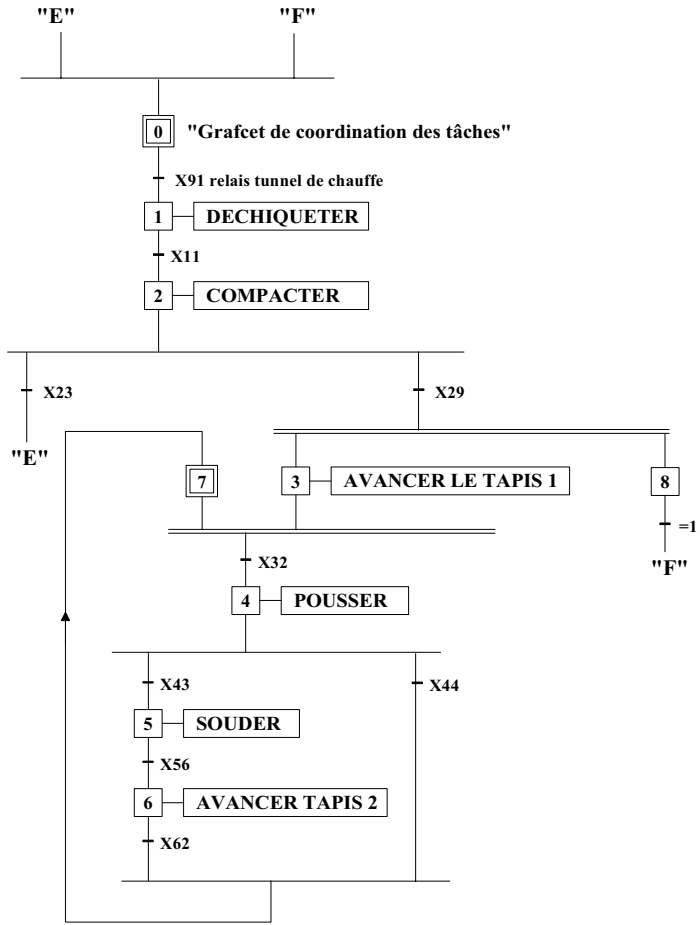 "E" "F"
0 "Grafcet de coordination des tâches"
X91 relais tunnel de chauffe
1 DECHIQUETER
X11
2 COMPACTER
X23 X29
"E"
7 3 AVANCER LE TAPIS 1 8
=1
"F"
X32
4 POUSSER
X43 X44
5 SOUDER
X56
6 AVANCER TAPIS 2
X62